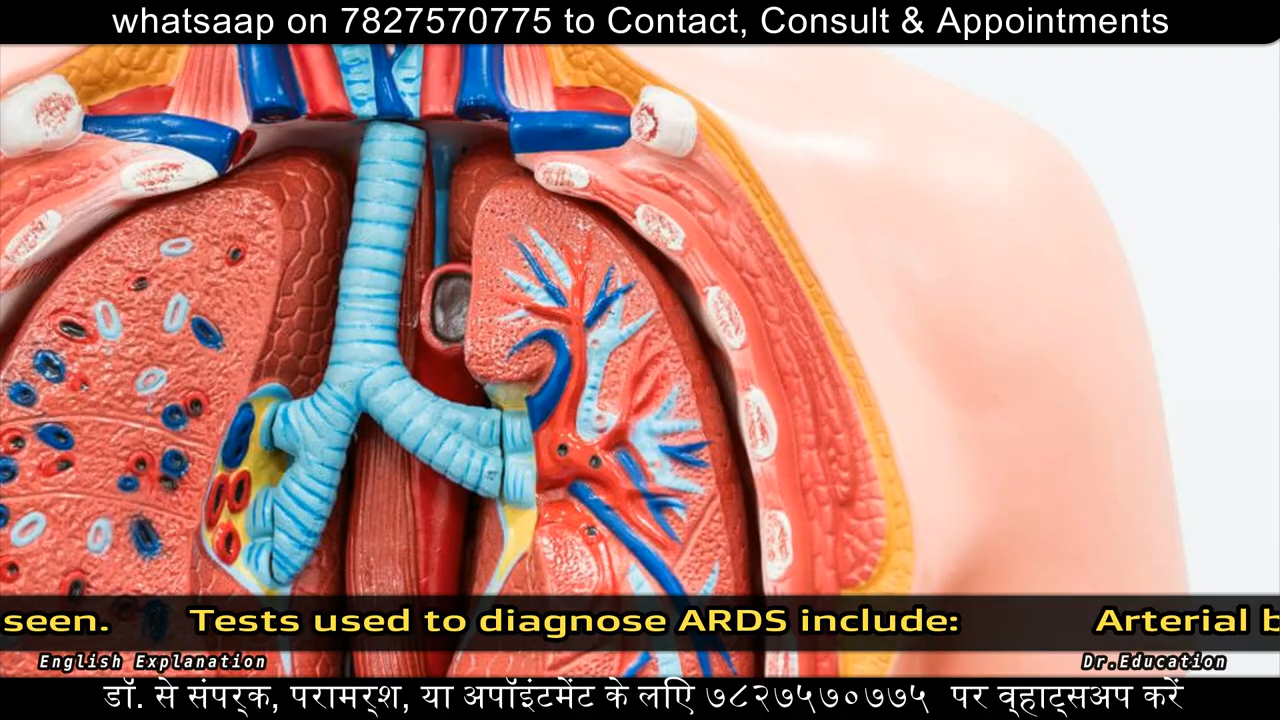 whatsaap on 7827570775 to Contact, Consult & Appointments
seen. Tests used to diagnose ARDS include: Arterial b
English Explanation
Dr.Education
डॉ. से संपर्क, परामर्श, या अपॉइंटमेंट के लिए ७८२७५७०७७५ पर व्हाट्सअप करें